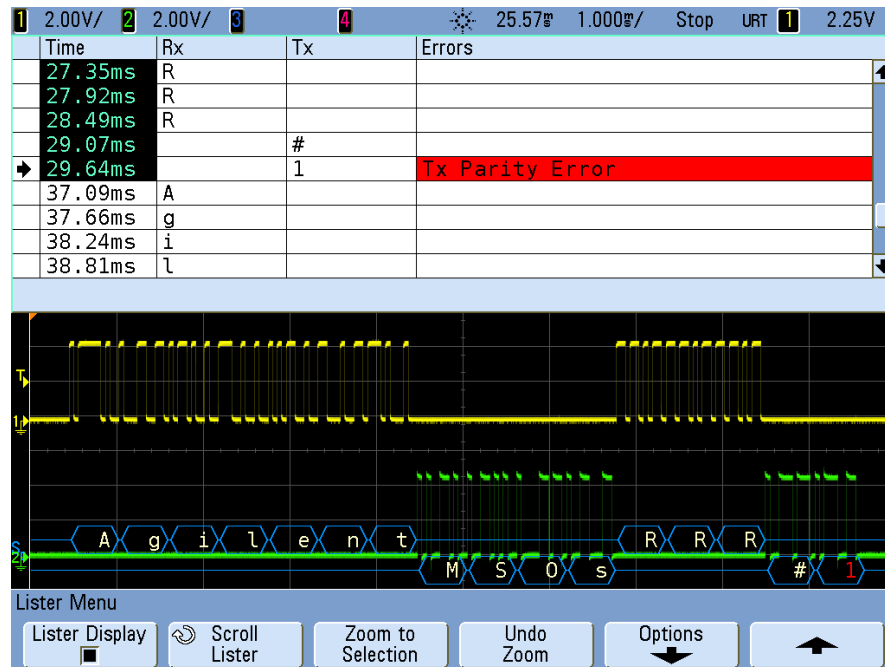 1 2.00V/ 2 2.00V/ 3 4 25.57ms 1.000ms/ Stop URT 1 2.25V
Time Rx Tx Errors
27.35ms R
27.92ms R
28.49ms R
29.07ms #
29.64ms 1 Tx Parity Error
37.09ms A
37.66ms g
38.24ms i
38.81ms l
T
1
A g i l e n t R R R
S
2
M S O s # 1
Lister Menu
Lister Display Scroll Lister Zoom to Selection Undo Zoom Options